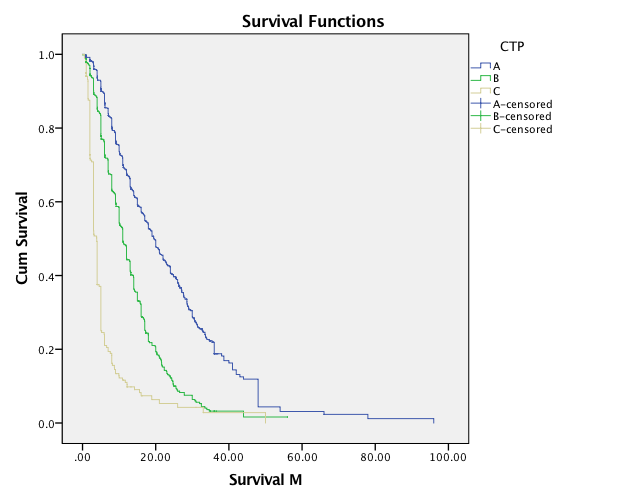 Survival Functions
CTP
A
B
C
A-censored
B-censored
C-censored
Cum Survival
1.0
0.8
0.6
0.4
0.2
0.0
.00 20.00 40.00 60.00 80.00 100.00
Survival M